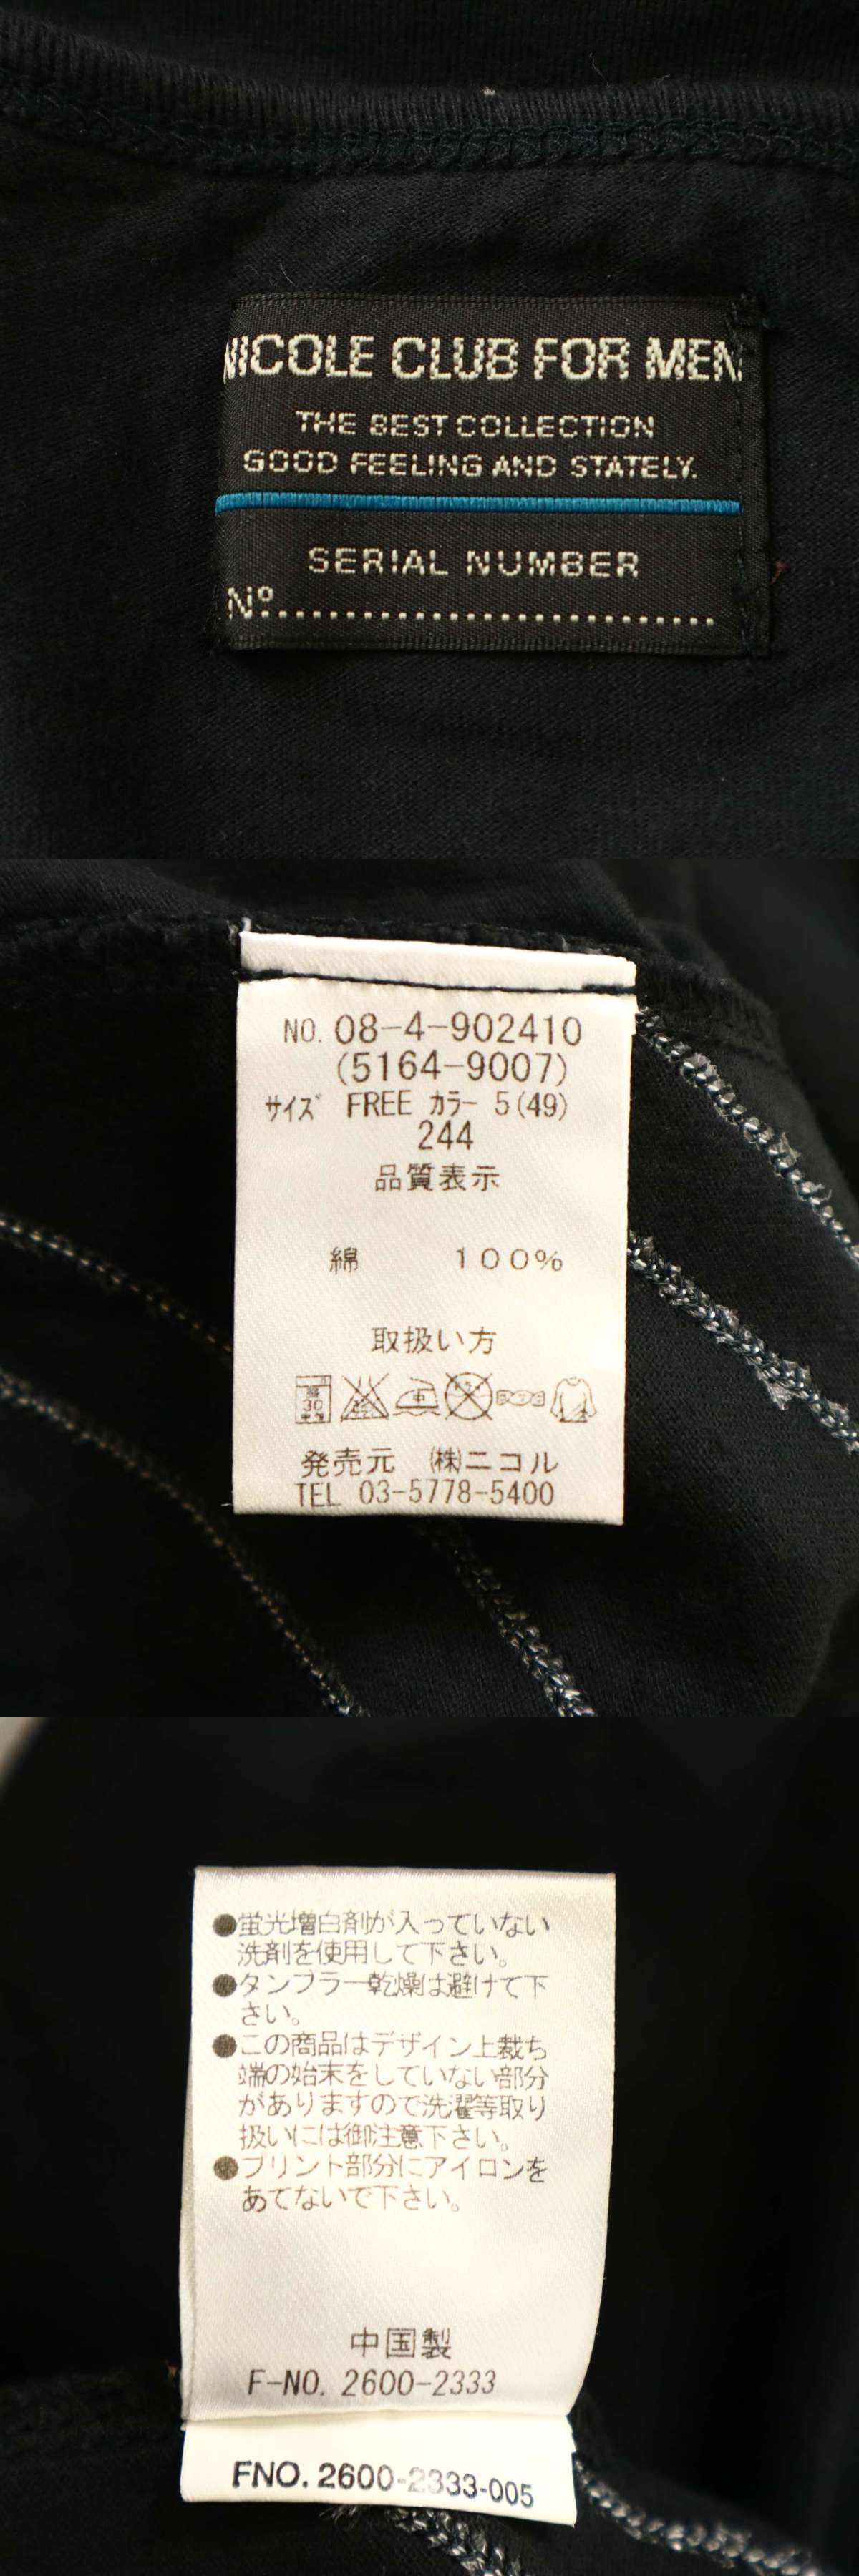 NICOLE CLUB FOR MEN
THE BEST COLLECTION
GOOD FEELING AND STATELY.
SERIAL NUMBER
Nº..............................
NO. 08-4-902410
(5164-9007)
サイズ FREE カラー 5(49)
244
品質表示
綿 100%
取扱い方
30
中
発売元 ㈱ニコル
TEL 03-5778-5400
●蛍光増白剤が入っていない
洗剤を使用して下さい。
●タンブラー乾燥は避けて下
さい。
●この商品はデザイン上裁ち
端の始末をしていない部分
がありますので洗濯等取り
扱いには御注意下さい。
●プリント部分にアイロンを
あてないで下さい。
中国製
F-NO. 2600-2333
FNO. 2600-2333-005